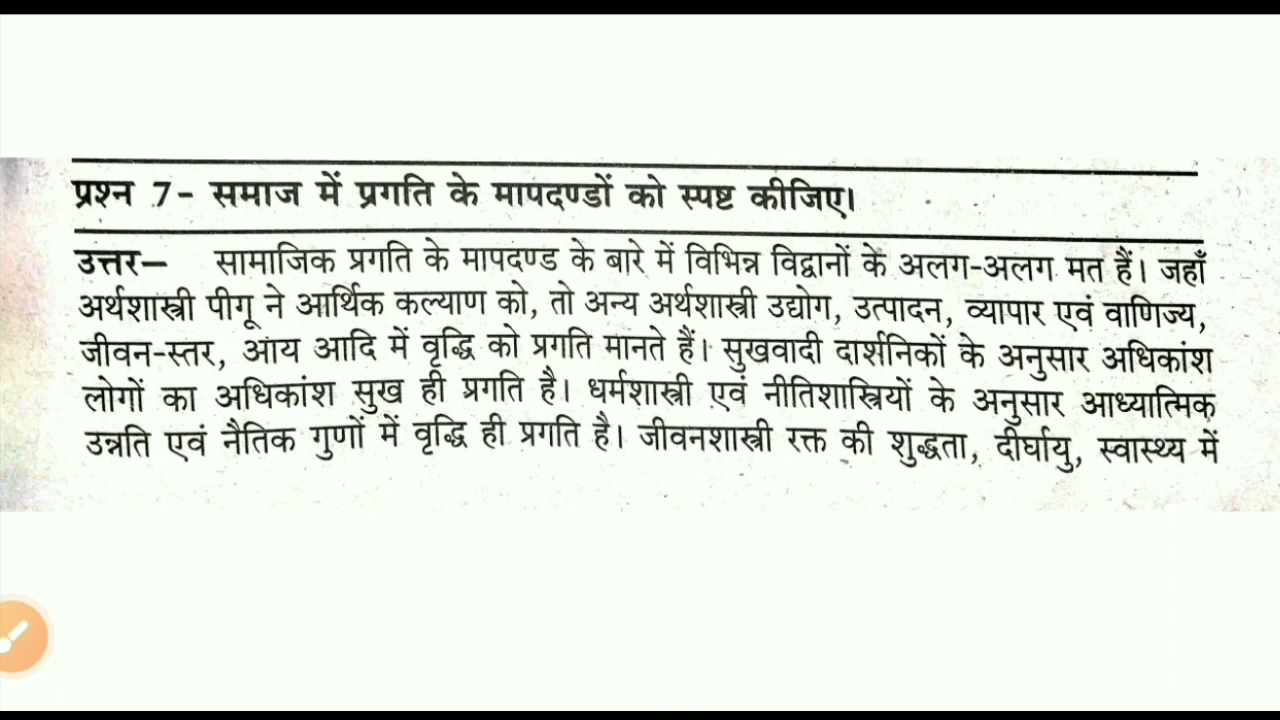 प्रश्न 7- समाज में प्रगति के मापदण्डों को स्पष्ट कीजिए।
उत्तर— सामाजिक प्रगति के मापदण्ड के बारे में विभिन्न विद्वानों के अलग-अलग मत हैं। जहाँ
अर्थशास्त्री पीगू ने आर्थिक कल्याण को, तो अन्य अर्थशास्त्री उद्योग, उत्पादन, व्यापार एवं वाणिज्य,
जीवन-स्तर, आय आदि में वृद्धि को प्रगति मानते हैं। सुखवादी दार्शनिकों के अनुसार अधिकांश
लोगों का अधिकांश सुख ही प्रगति है। धर्मशास्त्री एवं नीतिशास्त्रियों के अनुसार आध्यात्मिक
उन्नति एवं नैतिक गुणों में वृद्धि ही प्रगति है। जीवनशास्त्री रक्त की शुद्धता, दीर्घायु, स्वास्थ्य में